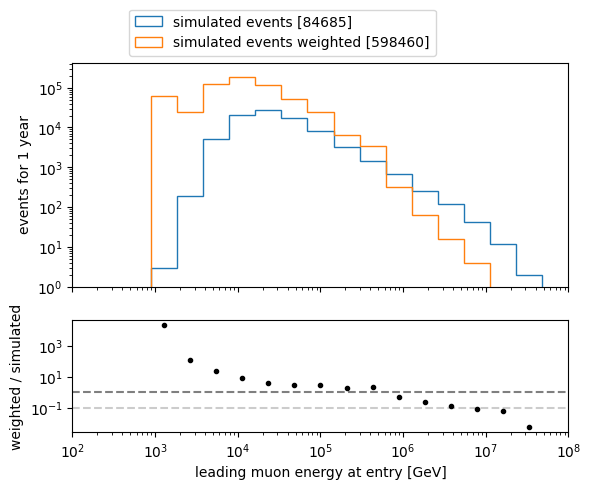 simulated events [84685]
simulated events weighted [598460]
10^5
10^4
10^3
10^2
10^1
10^0
events for 1 year
10^3
10^1
10^-1
weighted / simulated
10^2 10^3 10^4 10^5 10^6 10^7 10^8
leading muon energy at entry [GeV]